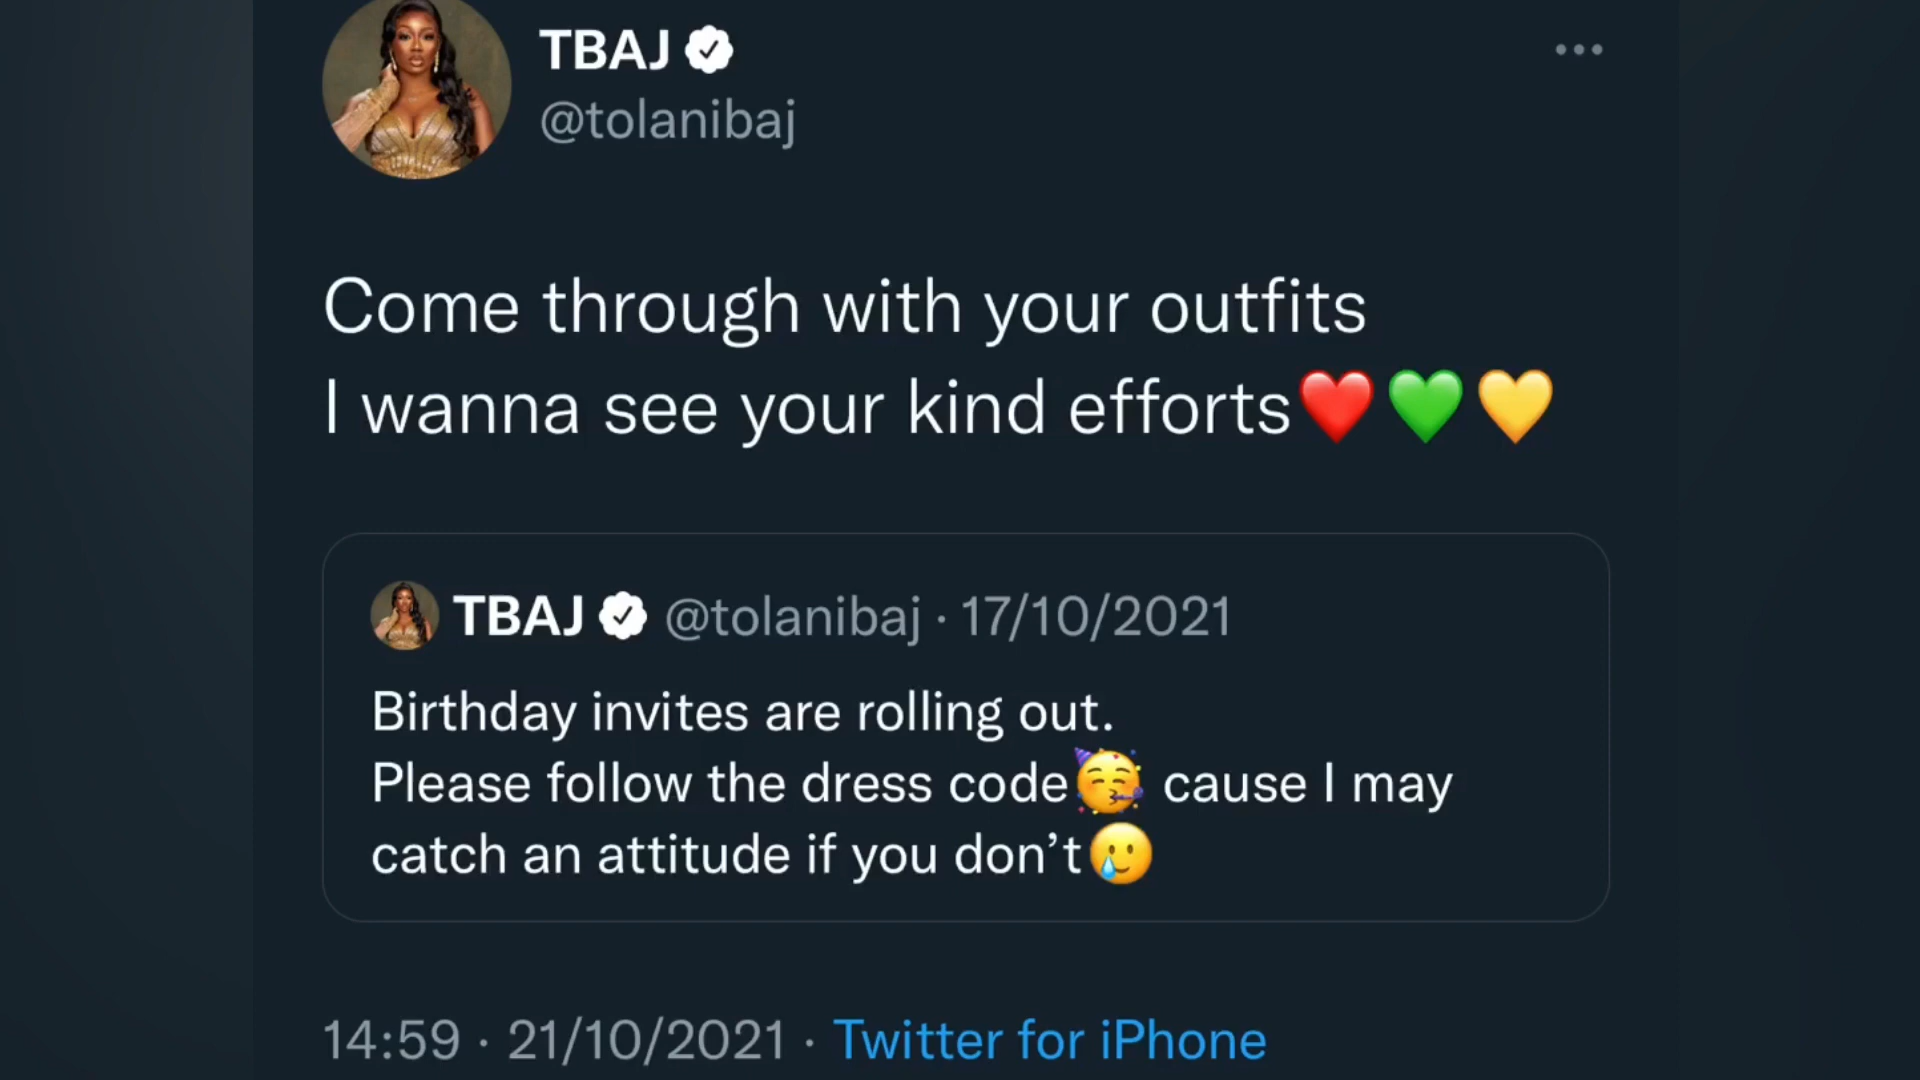 TBAJ
@tolanibaj
Come through with your outfits
I wanna see your kind efforts❤️💚💛
TBAJ @tolanibaj · 17/10/2021
Birthday invites are rolling out.
Please follow the dress code🥳 cause I may
catch an attitude if you don’t🥲
14:59 · 21/10/2021 · Twitter for iPhone